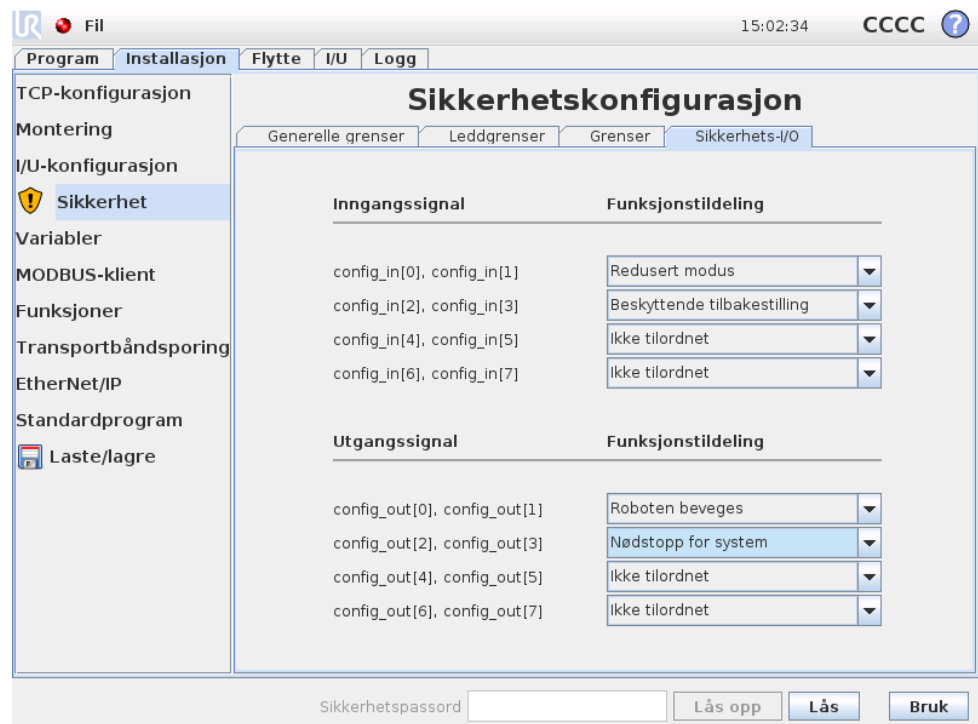 UR Fil 15:02:34 CCCC ?
Program Installasjon Flytte I/U Logg
TCP-konfigurasjon
Montering
I/U-konfigurasjon
Sikkerhet
Variabler
MODBUS-klient
Funksjoner
Transportbåndsporing
EtherNet/IP
Standardprogram
Laste/lagre
Sikkerhetskonfigurasjon
Generelle grenser Leddgrenser Grenser Sikkerhets-I/O
Inngangssignal Funksjonstildeling
config_in[0], config_in[1] Redusert modus
config_in[2], config_in[3] Beskyttende tilbakestilling
config_in[4], config_in[5] Ikke tilordnet
config_in[6], config_in[7] Ikke tilordnet
Utgangssignal Funksjonstildeling
config_out[0], config_out[1] Roboten beveges
config_out[2], config_out[3] Nødstopp for system
config_out[4], config_out[5] Ikke tilordnet
config_out[6], config_out[7] Ikke tilordnet
Sikkerhetspassord Lås opp Lås Bruk